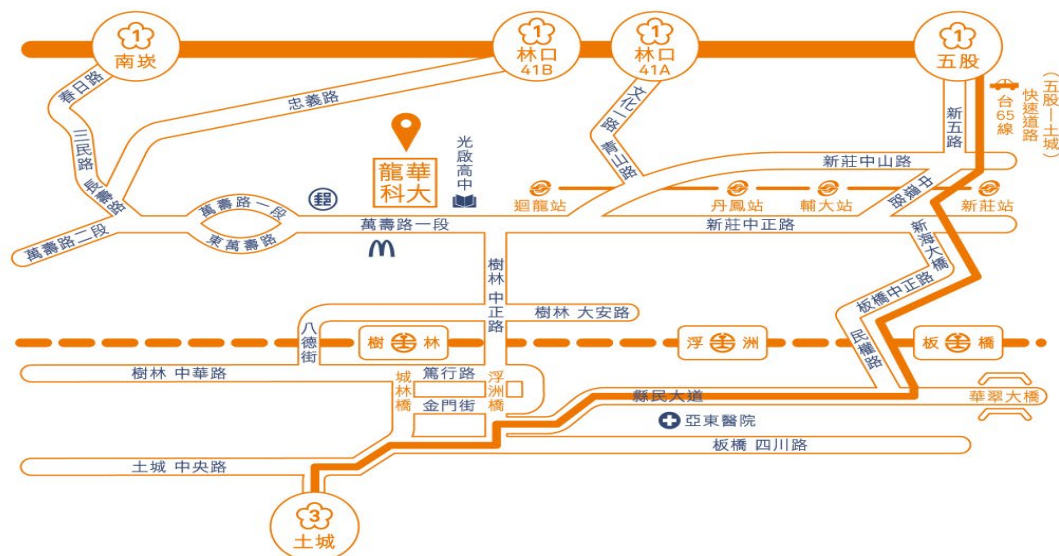 1
南崁
1
林口
41B
1
林口
41A
1
五股
春日路
三民路
長壽路
忠義路
文化一路
青山路
新五路
台65線
快速道路
(五股—土城)
龍華
科大
光啟高中
郵
新莊中山路
中環路
迴龍站
丹鳳站
輔大站
新莊站
萬壽路二段
萬壽路一段
東萬壽路
萬壽路一段
新莊中正路
新海大橋
樹林 中正路
板橋中正路
樹林 大安路
八德街
民權路
樹 林
浮 洲
板 橋
樹林 中華路
城林橋
篤行路
金門街
浮洲橋
縣民大道
華翠大橋
亞東醫院
板橋 四川路
土城 中央路
3
土城